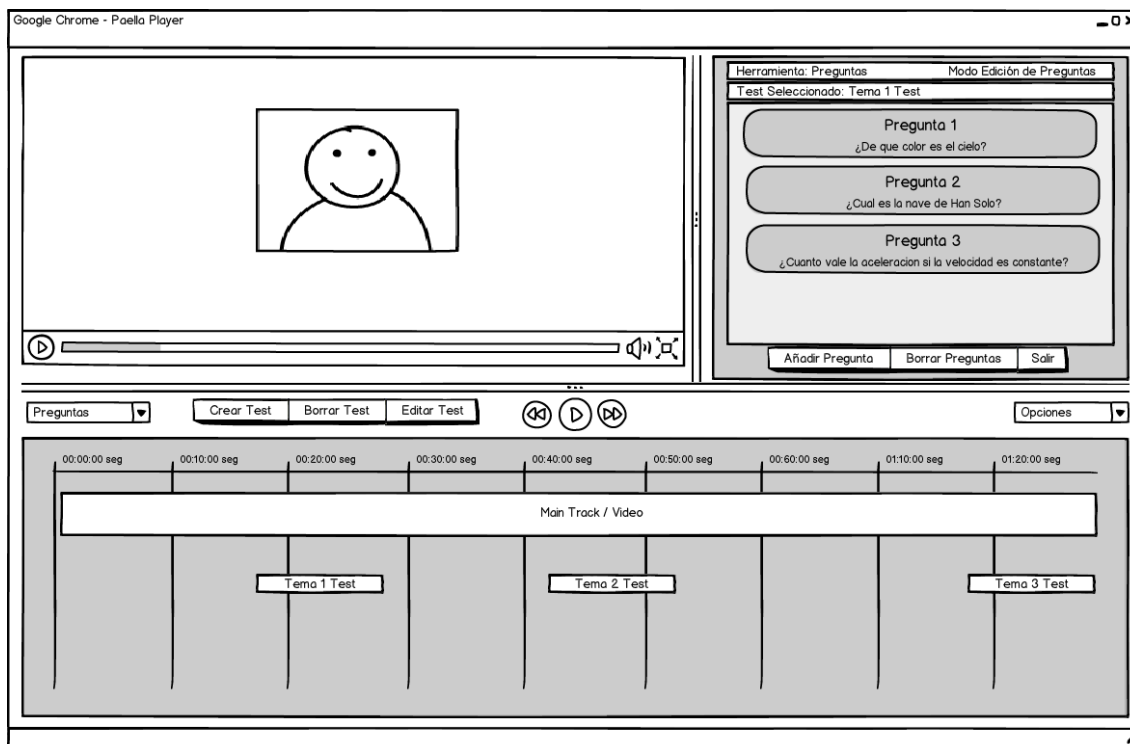 Google Chrome - Paella Player
Herramienta: Preguntas Modo Edición de Preguntas
Test Seleccionado: Tema 1 Test
Pregunta 1
¿De que color es el cielo?
Pregunta 2
¿Cual es la nave de Han Solo?
Pregunta 3
¿Cuanto vale la aceleracion si la velocidad es constante?
Añadir Pregunta Borrar Preguntas Salir
Preguntas Crear Test Borrar Test Editar Test Opciones
00:00:00 seg 00:10:00 seg 00:20:00 seg 00:30:00 seg 00:40:00 seg 00:50:00 seg 00:60:00 seg 01:10:00 seg 01:20:00 seg
Main Track / Video
Tema 1 Test Tema 2 Test Tema 3 Test